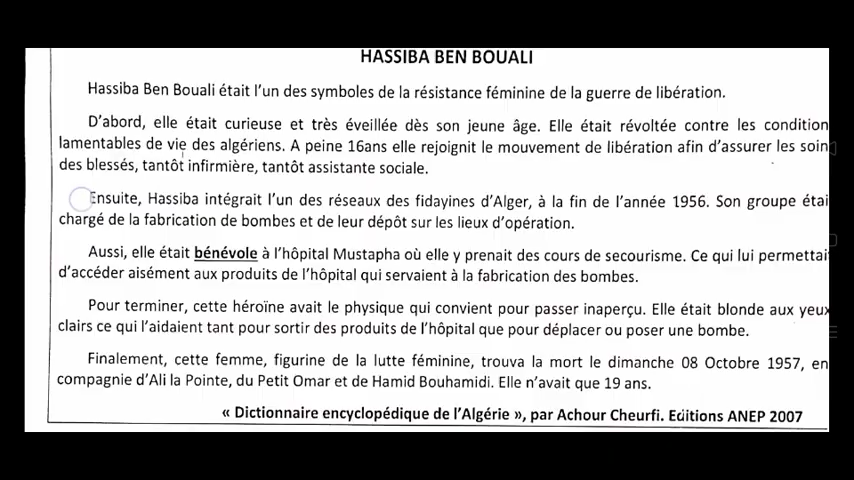 HASSIBA BEN BOUALI
Hassiba Ben Bouali était l'un des symboles de la résistance féminine de la guerre de libération.
D'abord, elle était curieuse et très éveillée dès son jeune âge. Elle était révoltée contre les condition
lamentables de vie des algériens. A peine 16ans elle rejoignit le mouvement de libération afin d'assurer les soin
des blessés, tantôt infirmière, tantôt assistante sociale.
Ensuite, Hassiba intégrait l'un des réseaux des fidayines d'Alger, à la fin de l'année 1956. Son groupe étai
chargé de la fabrication de bombes et de leur dépôt sur les lieux d'opération.
Aussi, elle était bénévole à l'hôpital Mustapha où elle y prenait des cours de secourisme. Ce qui lui permettai
d'accéder aisément aux produits de l'hôpital qui servaient à la fabrication des bombes.
Pour terminer, cette héroïne avait le physique qui convient pour passer inaperçu. Elle était blonde aux yeux
clairs ce qui l'aidaient tant pour sortir des produits de l'hôpital que pour déplacer ou poser une bombe.
Finalement, cette femme, figurine de la lutte féminine, trouva la mort le dimanche 08 Octobre 1957, en
compagnie d'Ali la Pointe, du Petit Omar et de Hamid Bouhamidi. Elle n'avait que 19 ans.
« Dictionnaire encyclopédique de l'Algérie », par Achour Cheurfi. Editions ANEP 2007